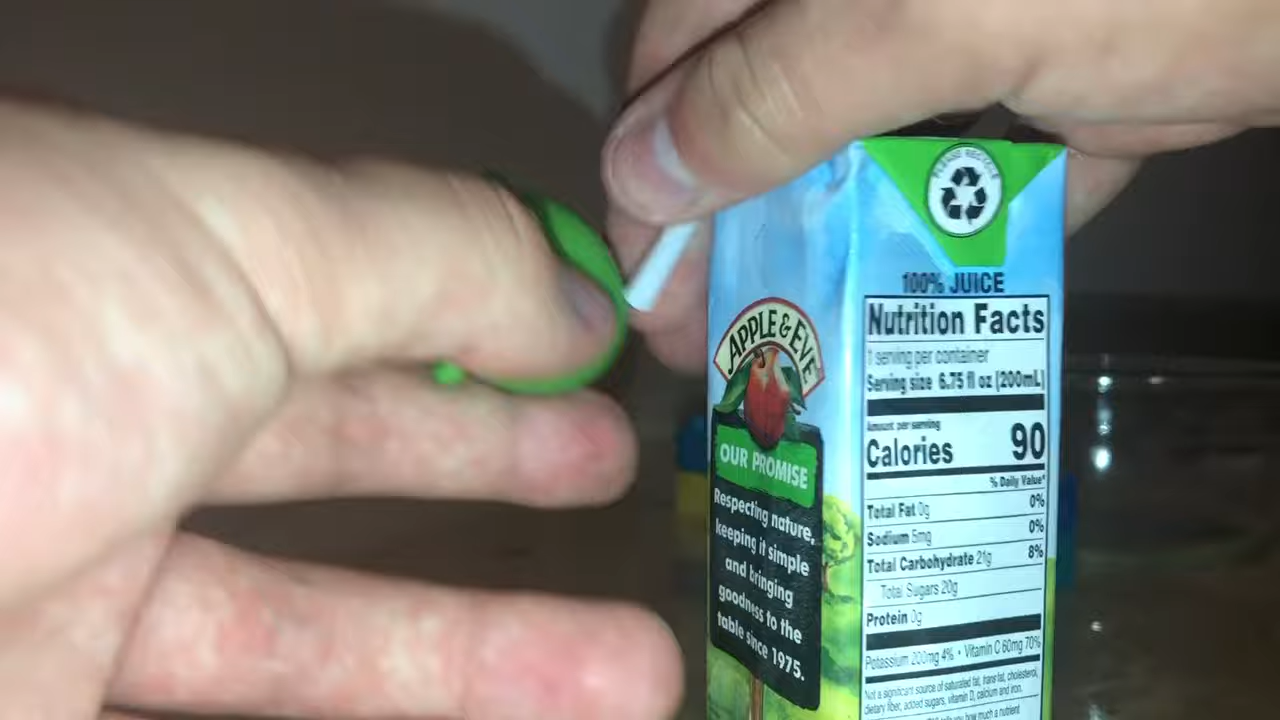 PLEASE RECYCLE
100% JUICE
Nutrition Facts
1 serving per container
Serving size 6.75 fl oz (200mL)
Amount per serving
Calories 90
% Daily Value*
Total Fat 0g 0%
Sodium 5mg 0%
Total Carbohydrate 21g 8%
Total Sugars 20g
Protein 0g
Potassium 200mg 4% • Vitamin C 60mg 70%
Not a significant source of saturated fat, trans fat, cholesterol,
dietary fiber, added sugars, vitamin D, calcium and iron.
how much a nutrient
APPLE & EVE
OUR PROMISE
Respecting nature,
keeping it simple
and bringing
goodness to the
table since 1975.